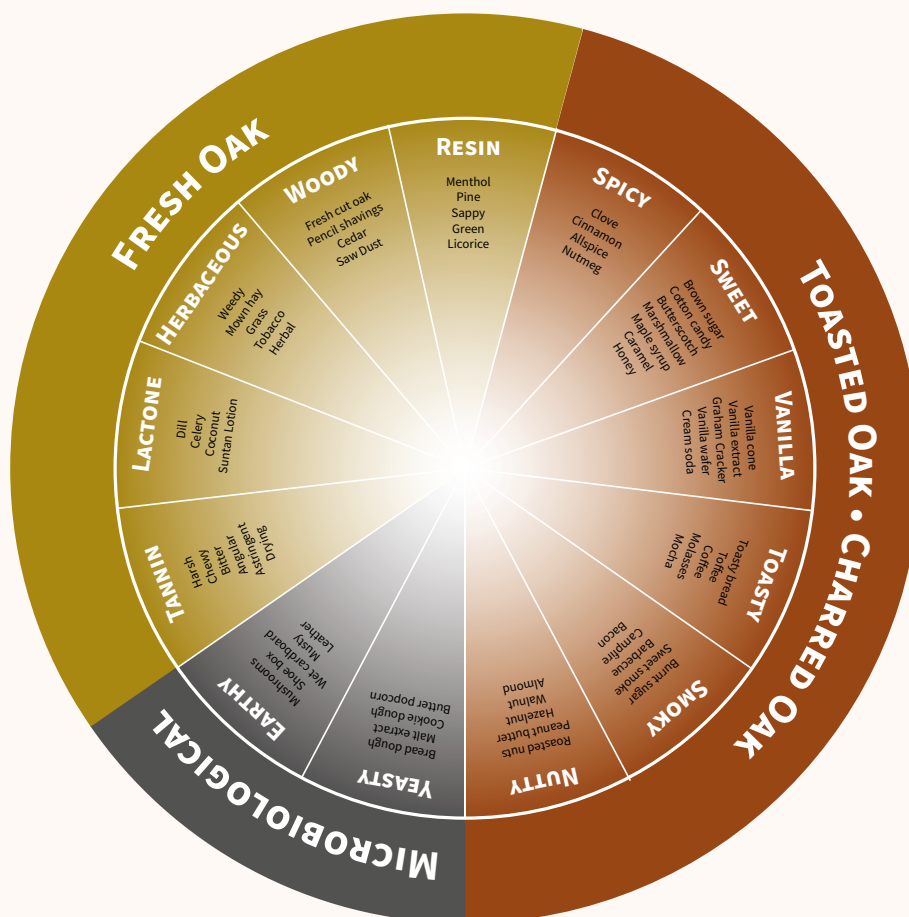 FRESH OAK
RESIN
Menthol
Pine
Sappy
Green
Licorice
WOODY
Fresh cut oak
Pencil shavings
Cedar
Saw Dust
HERBACEOUS
Weedy
Mown hay
Grass
Tobacco
Herbal
LACTONE
Dill
Celery
Coconut
Suntan Lotion
TANNIN
Harsh
Chewy
Bitter
Angular
Astringent
Drying
TOASTED OAK • CHARRED OAK
SPICY
Clove
Cinnamon
Allspice
Nutmeg
SWEET
Brown sugar
Cotton candy
Butterscotch
Marshmallow
Maple syrup
Caramel
Honey
VANILLA
Vanilla cone
Vanilla extract
Graham Cracker
Vanilla wafer
Cream soda
TOASTY
Toasty bread
Toffee
Coffee
Molasses
Mocha
SMOKY
Burnt sugar
Sweet smoke
Barbecue
Campfire
Bacon
NUTTY
Roasted nuts
Peanut butter
Hazelnut
Walnut
Almond
MICROBIOLOGICAL
YEASTY
Bread dough
Malt extract
Cookie dough
Butter popcorn
EARTHY
Mushrooms
Shoe box
Wet cardboard
Musty
Leather